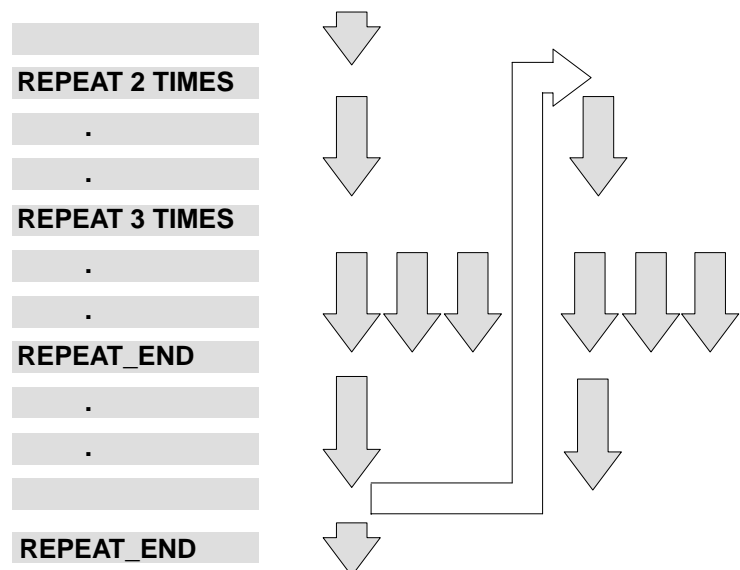 REPEAT 2 TIMES
.
.
REPEAT 3 TIMES
.
.
REPEAT_END
.
.
REPEAT_END